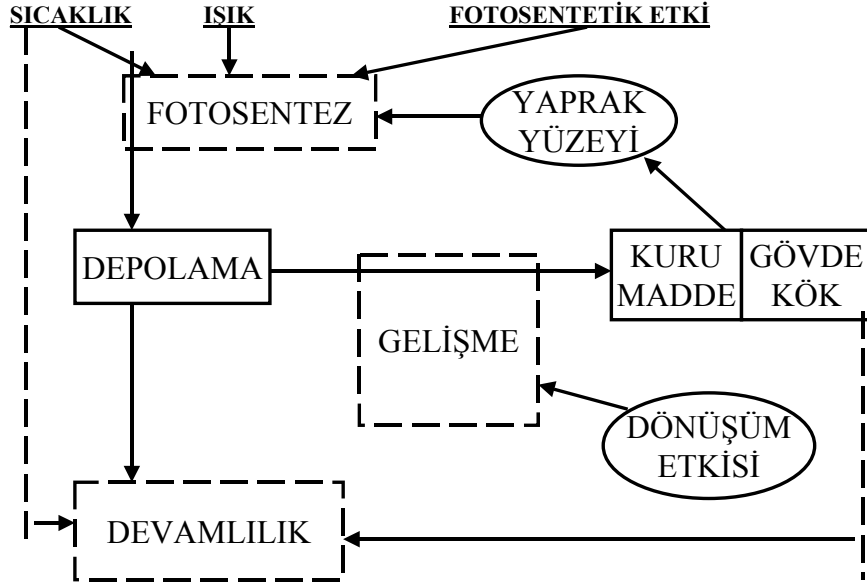 SICAKLIK IŞIK FOTOSENTETİK ETKİ
FOTOSENTEZ
YAPRAK
YÜZEYİ
DEPOLAMA
KURU
MADDE
GÖVDE
KÖK
GELİŞME
DÖNÜŞÜM
ETKİSİ
DEVAMLILIK